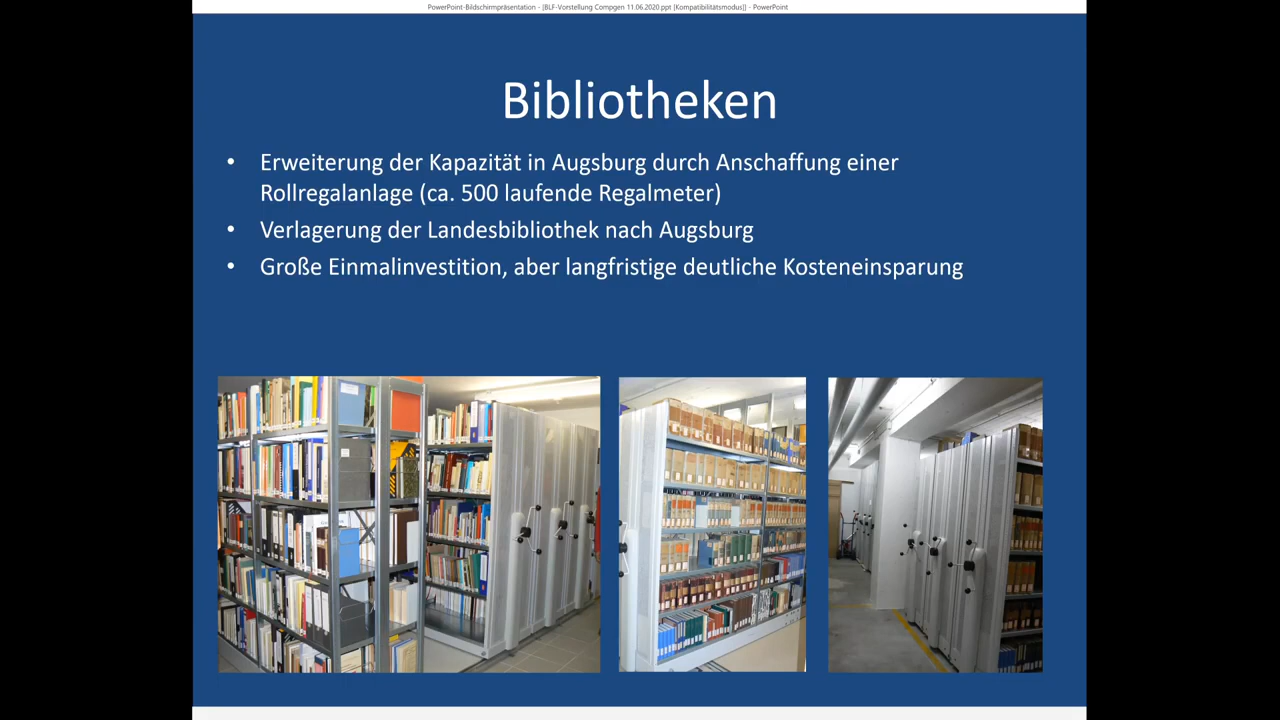 PowerPoint-Bildschirmpräsentation - [BLF-Vorstellung Compgen 11.06.2020.ppt [Kompatibilitätsmodus]] - PowerPoint
Bibliotheken
• Erweiterung der Kapazität in Augsburg durch Anschaffung einer
Rollregalanlage (ca. 500 laufende Regalmeter)
• Verlagerung der Landesbibliothek nach Augsburg
• Große Einmalinvestition, aber langfristige deutliche Kosteneinsparung